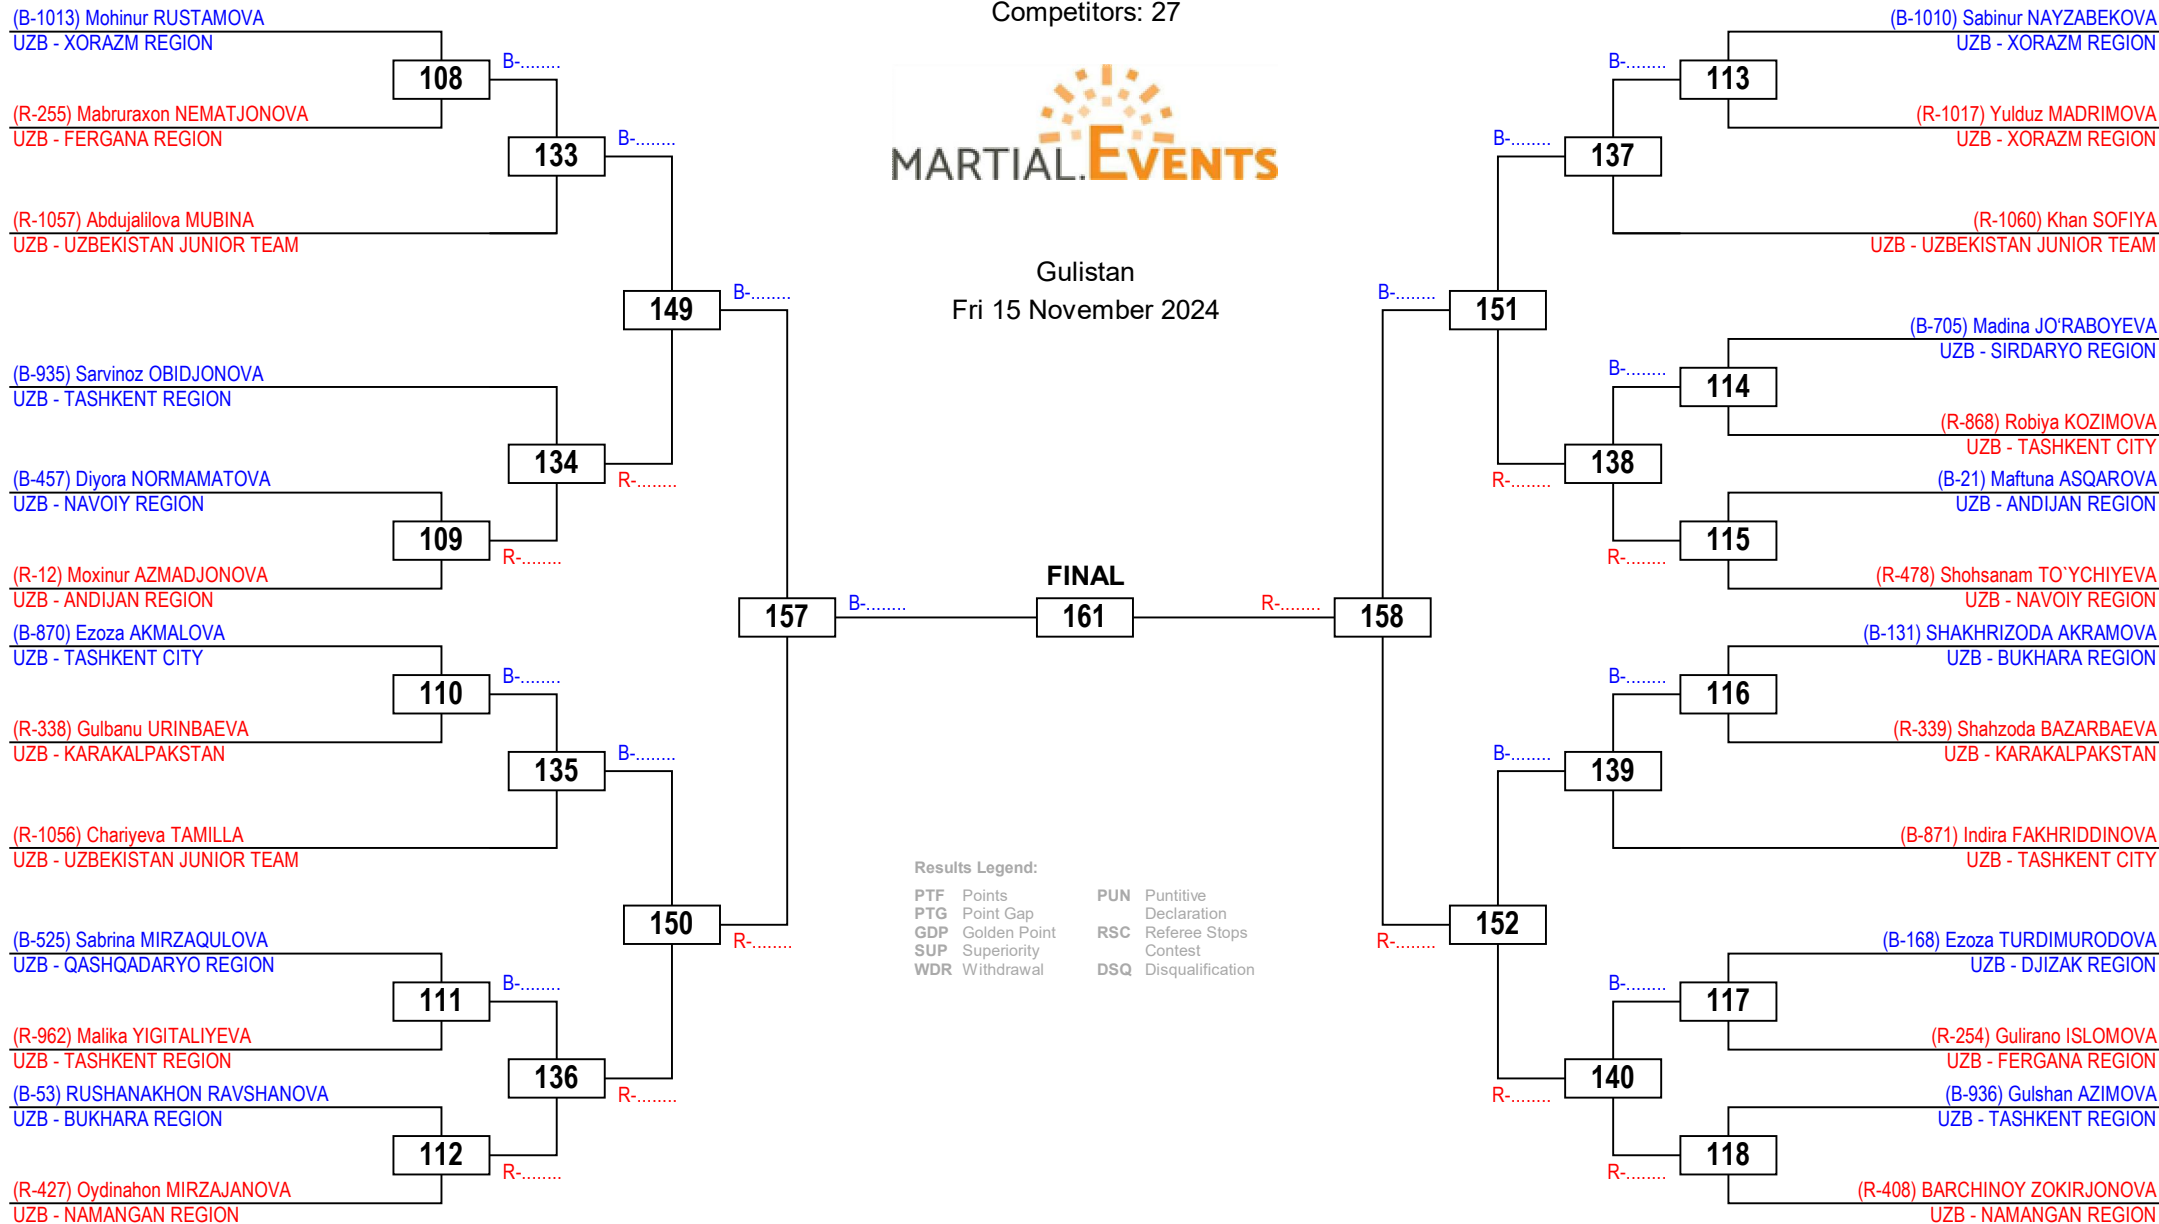 Competitors: 27
MARTIAL.EVENTS
Gulistan
Fri 15 November 2024
(B-1013) Mohinur RUSTAMOVA
UZB - XORAZM REGION
108
B-........
(R-255) Mabruraxon NEMATJONOVA
UZB - FERGANA REGION
133
B-........
(R-1057) Abdujalilova MUBINA
UZB - UZBEKISTAN JUNIOR TEAM
149
B-........
(B-935) Sarvinoz OBIDJONOVA
UZB - TASHKENT REGION
134
R-........
(B-457) Diyora NORMAMATOVA
UZB - NAVOIY REGION
109
R-........
(R-12) Moxinur AZMADJONOVA
UZB - ANDIJAN REGION
157
B-........
(B-870) Ezoza AKMALOVA
UZB - TASHKENT CITY
110
B-........
(R-338) Gulbanu URINBAEVA
UZB - KARAKALPAKSTAN
135
B-........
(R-1056) Chariyeva TAMILLA
UZB - UZBEKISTAN JUNIOR TEAM
150
R-........
(B-525) Sabrina MIRZAQULOVA
UZB - QASHQADARYO REGION
111
B-........
(R-962) Malika YIGITALIYEVA
UZB - TASHKENT REGION
136
R-........
(B-53) RUSHANAKHON RAVSHANOVA
UZB - BUKHARA REGION
112
R-........
(R-427) Oydinahon MIRZAJANOVA
UZB - NAMANGAN REGION
FINAL
161
Results Legend:
PTF Points
PTG Point Gap
GDP Golden Point
SUP Superiority
WDR Withdrawal
PUN Puntitive
Declaration
RSC Referee Stops
Contest
DSQ Disqualification
(B-1010) Sabinur NAYZABEKOVA
UZB - XORAZM REGION
B-........
113
(R-1017) Yulduz MADRIMOVA
UZB - XORAZM REGION
B-........
137
(R-1060) Khan SOFIYA
UZB - UZBEKISTAN JUNIOR TEAM
B-........
151
(B-705) Madina JO‘RABOYEVA
UZB - SIRDARYO REGION
B-........
114
(R-868) Robiya KOZIMOVA
UZB - TASHKENT CITY
R-........
138
(B-21) Maftuna ASQAROVA
UZB - ANDIJAN REGION
R-........
115
(R-478) Shohsanam TO`YCHIYEVA
UZB - NAVOIY REGION
R-........
158
(B-131) SHAKHRIZODA AKRAMOVA
UZB - BUKHARA REGION
B-........
116
(R-339) Shahzoda BAZARBAEVA
UZB - KARAKALPAKSTAN
B-........
139
(B-871) Indira FAKHRIDDINOVA
UZB - TASHKENT CITY
R-........
152
(B-168) Ezoza TURDIMURODOVA
UZB - DJIZAK REGION
B-........
117
(R-254) Gulirano ISLOMOVA
UZB - FERGANA REGION
R-........
140
(B-936) Gulshan AZIMOVA
UZB - TASHKENT REGION
R-........
118
(R-408) BARCHINOY ZOKIRJONOVA
UZB - NAMANGAN REGION